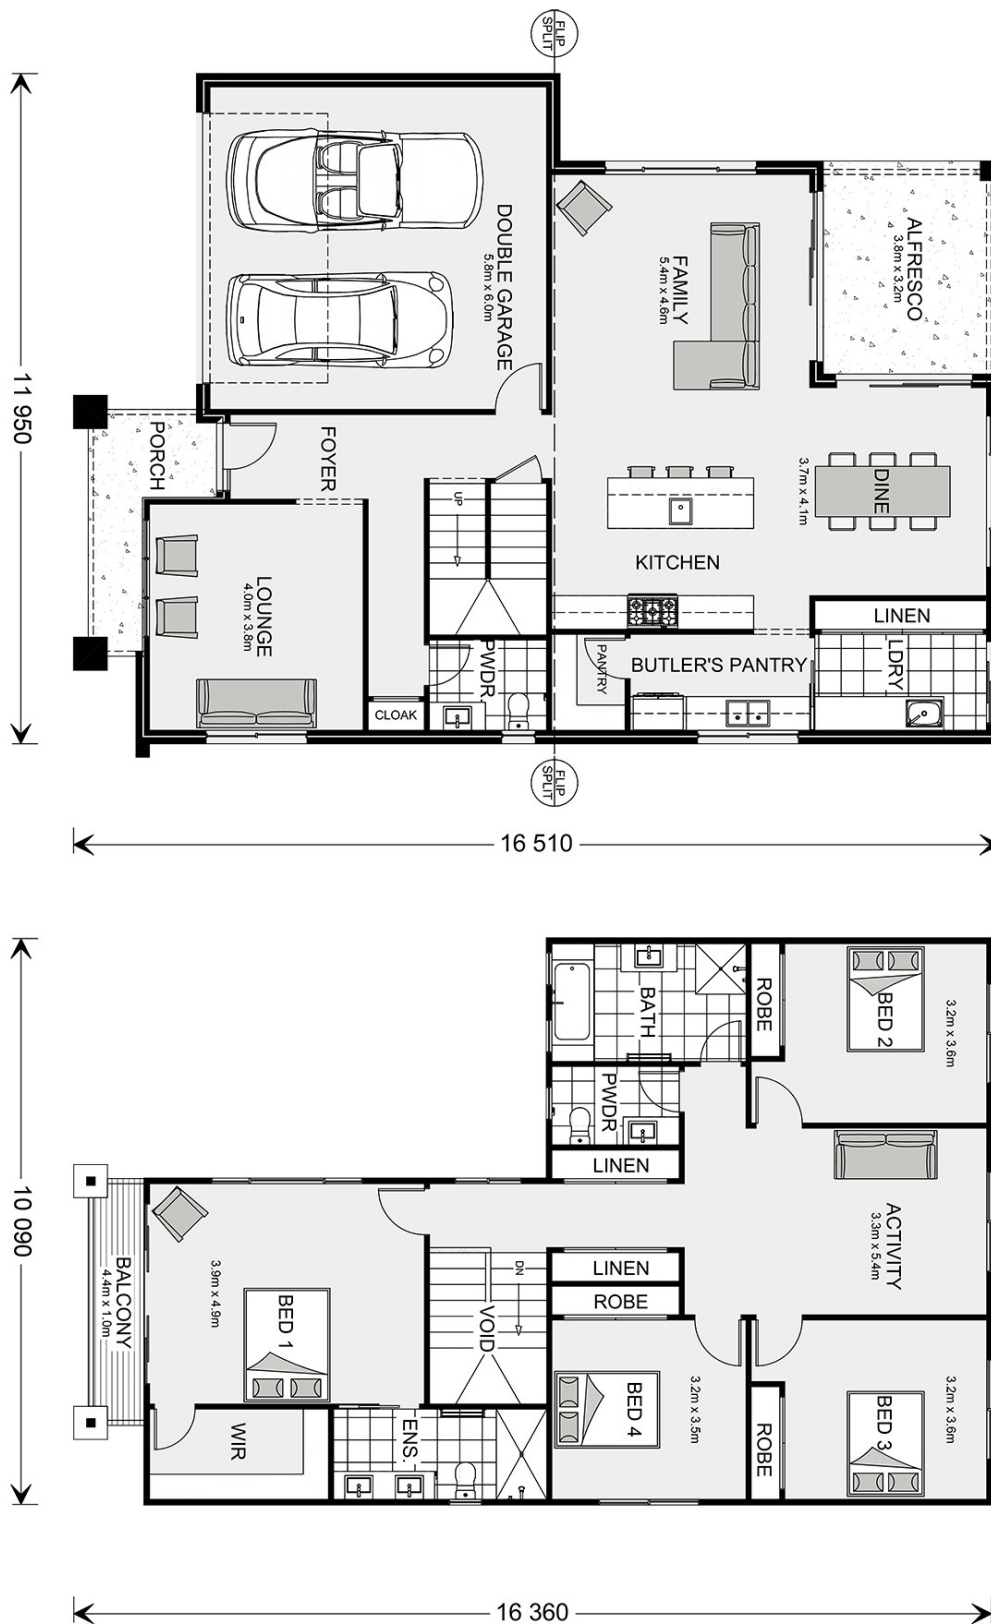 FLIP
SPLIT
11 950
DOUBLE GARAGE
5.8m x 6.0m
FAMILY
5.4m x 4.6m
ALFRESCO
3.8m x 3.2m
PORCH
FOYER
UP
DINE
3.7m x 4.1m
KITCHEN
LOUNGE
4.0m x 3.8m
LINEN
PWDR
PANTRY
BUTLER'S PANTRY
LDRY
CLOAK
FLIP
SPLIT
16 510
10 090
BATH
ROBE
BED 2
3.2m x 3.6m
PWDR
LINEN
ACTIVITY
3.3m x 5.4m
BALCONY
4.4m x 1.0m
3.9m x 4.9m
BED 1
DN
VOID
LINEN
ROBE
BED 4
3.2m x 3.5m
ROBE
BED 3
3.2m x 3.6m
WIR
ENS.
16 360